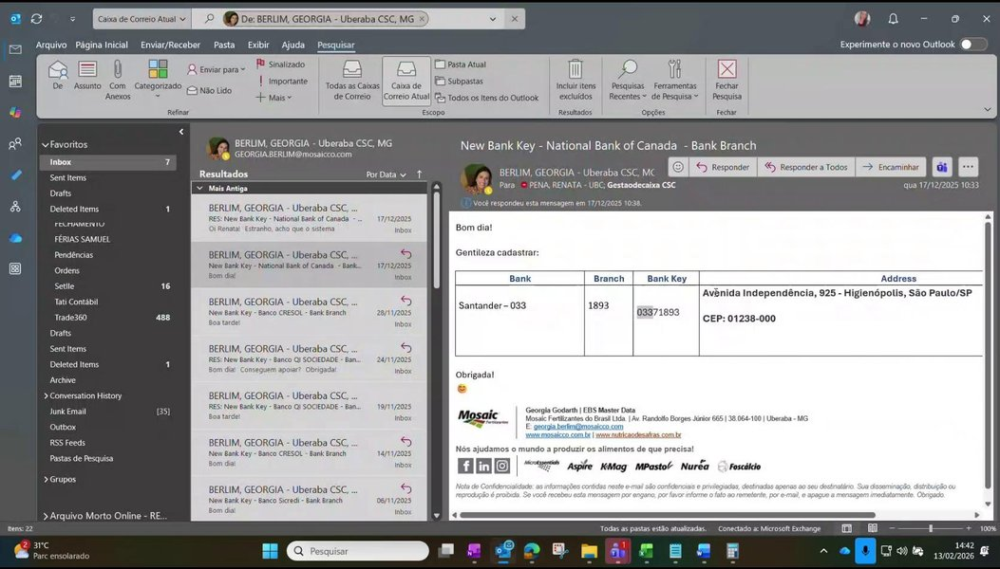 Caixa de Correio Atual
De: BERLIM, GEORGIA - Uberaba CSC, MG
Arquivo Página Inicial Enviar/Receber Pasta Exibir Ajuda Pesquisar
Experimente o novo Outlook
De
Assunto
Com Anexos
Categorizado
Enviar para
Não Lido
Sinalizado
Importante
Mais
Refinar
Todas as Caixas de Correio
Caixa de Correio Atual
Pasta Atual
Subpastas
Todos os Itens do Outlook
Escopo
Incluir itens excluídos
Resultados
Pesquisas Recentes
Ferramentas de Pesquisa
Opções
Fechar Pesquisa
Fechar
Favoritos
Inbox 7
Sent Items
Drafts
Deleted Items 1
FECHAMENTO
FÉRIAS SAMUEL
Pendências
Ordens
Setlle 16
Tati Contábil
Trade360 488
Drafts
Sent Items
Deleted Items 1
Archive
Conversation History
Junk Email [35]
Outbox
RSS Feeds
Pastas de Pesquisa
Grupos
Arquivo Morto Online - RE...
BERLIM, GEORGIA - Uberaba CSC, MG
GEORGIA.BERLIM@mosaicco.com
Resultados Por Data
Mais Antiga
BERLIM, GEORGIA - Uberaba CSC, ...
RES: New Bank Key - National Bank of Canada - ... 17/12/2025
Oi Renata! Estranho, acho que o sistema Inbox
BERLIM, GEORGIA - Uberaba CSC, ...
New Bank Key - National Bank of Canada - Bank... 17/12/2025
Bom dia! Inbox
BERLIM, GEORGIA - Uberaba CSC, ...
New Bank Key - Banco CRESOL - Bank Branch 28/11/2025
Boa tarde! Inbox
BERLIM, GEORGIA - Uberaba CSC, ...
RES: New Bank Key - Banco QI SOCIEDADE - Ban... 24/11/2025
Bom dia! Conseguem apoiar? Obrigada! Inbox
BERLIM, GEORGIA - Uberaba CSC, ...
New Bank Key - Banco QI SOCIEDADE - Bank Bra... 19/11/2025
Boa tarde! Inbox
BERLIM, GEORGIA - Uberaba CSC, ...
New Bank Key - Banco CRESOL - Bank Branch 14/11/2025
Bom dia! Inbox
BERLIM, GEORGIA - Uberaba CSC, ...
New Bank Key - Banco Sicredi - Bank Branch 06/11/2025
Bom dia! Inbox
New Bank Key - National Bank of Canada - Bank Branch
BERLIM, GEORGIA - Uberaba CSC, MG
Responder
Responder a Todos
Encaminhar
Para PENA, RENATA - UBC; Gestaodecaixa CSC
qua 17/12/2025 10:33
Você respondeu esta mensagem em 17/12/2025 10:38.
Bom dia!
Gentileza cadastrar:
Bank Branch Bank Key Address
Santander – 033 1893 03371893 Avenida Independência, 925 - Higienópolis, São Paulo/SP
CEP: 01238-000
Obrigada!
Mosaic Fertilizantes
Georgia Godarth | EBS Master Data
Mosaic Fertilizantes do Brasil Ltda. | Av. Randolfo Borges Júnior 665 | 38.064-100 | Uberaba - MG
E: georgia.berlim@mosaicco.com
www.mosaicco.com.br | www.nutricaodesafras.com.br
Nós ajudamos o mundo a produzir os alimentos de que precisa!
MicroEssentials Aspire K-Mag MPasto Nurēa Foscálcio
Nota de Confidencialidade: as informações contidas neste e-mail são confidenciais e privilegiadas, destinadas apenas ao seu destinatário. Sua disseminação, distribuição ou
reprodução é proibida. Se você recebeu esta mensagem por engano, por favor informe o fato ao remetente, por e-mail, e apague a mensagem imediatamente. Obrigado.
Itens: 22
Todas as pastas estão atualizadas.
Conectado a: Microsoft Exchange
100%
2
31°C
Parc ensolarado
Pesquisar
14:42
13/02/2026